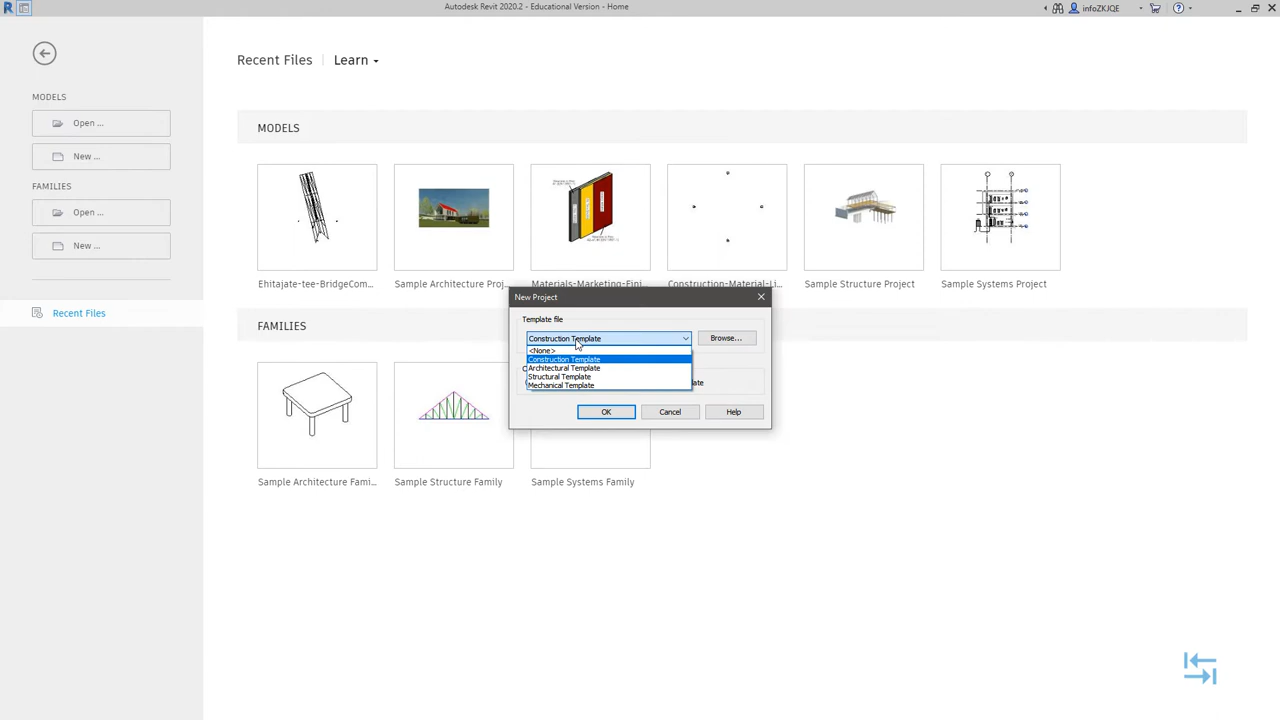 Autodesk Revit 2020.2 - Educational Version - Home
infoZKJQE
Recent Files
Learn
MODELS
Open ...
New ...
FAMILIES
Open ...
New ...
Recent Files
MODELS
Ehitajate-tee-BridgeCom...
Sample Architecture Proj...
Materials-Marketing-Fini...
Construction-Material-Li...
Sample Structure Project
Sample Systems Project
FAMILIES
Sample Architecture Fami...
Sample Structure Family
Sample Systems Family
New Project
Template file
Construction Template
Browse...
<None>
Construction Template
Architectural Template
Structural Template
Mechanical Template
OK
Cancel
Help